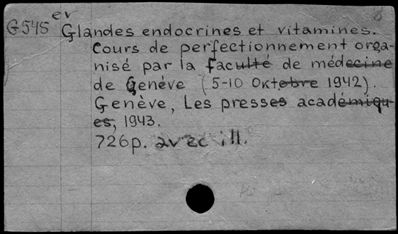 G545 ev Glandes endocrines et vitamines.
Cours de perfectionnement orga-
nisé par la faculté de médecine
de Genève (5-10 Oktobre 1942).
Genève, Les presses académiqu-
es, 1943.
726p. avec ill.